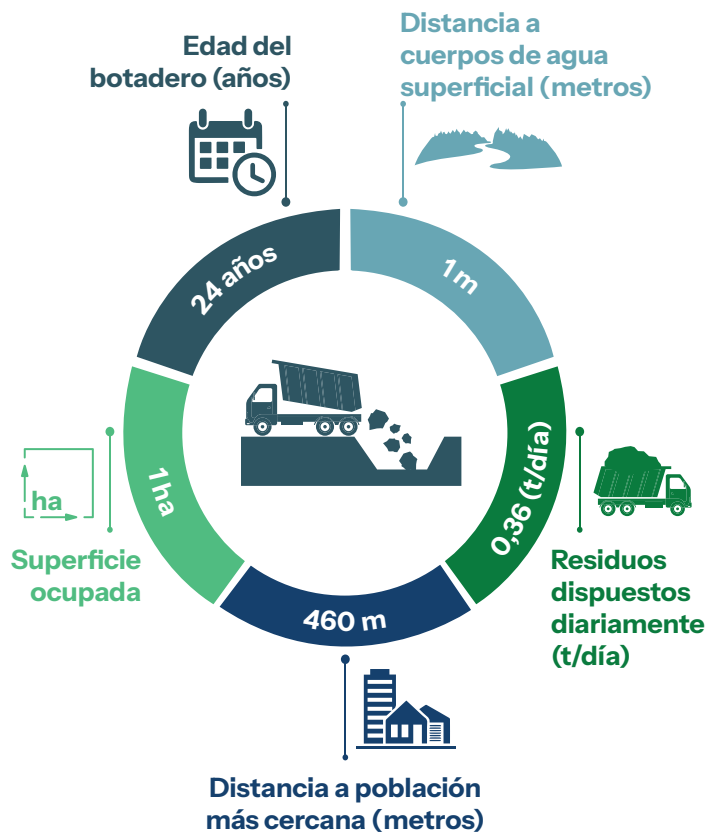 Edad del
botadero (años)
Distancia a
cuerpos de agua
superficial (metros)
24 años
1 m
1 ha
0,36 (t/día)
460 m
ha
Superficie
ocupada
Residuos
dispuestos
diariamente
(t/día)
Distancia a población
más cercana (metros)